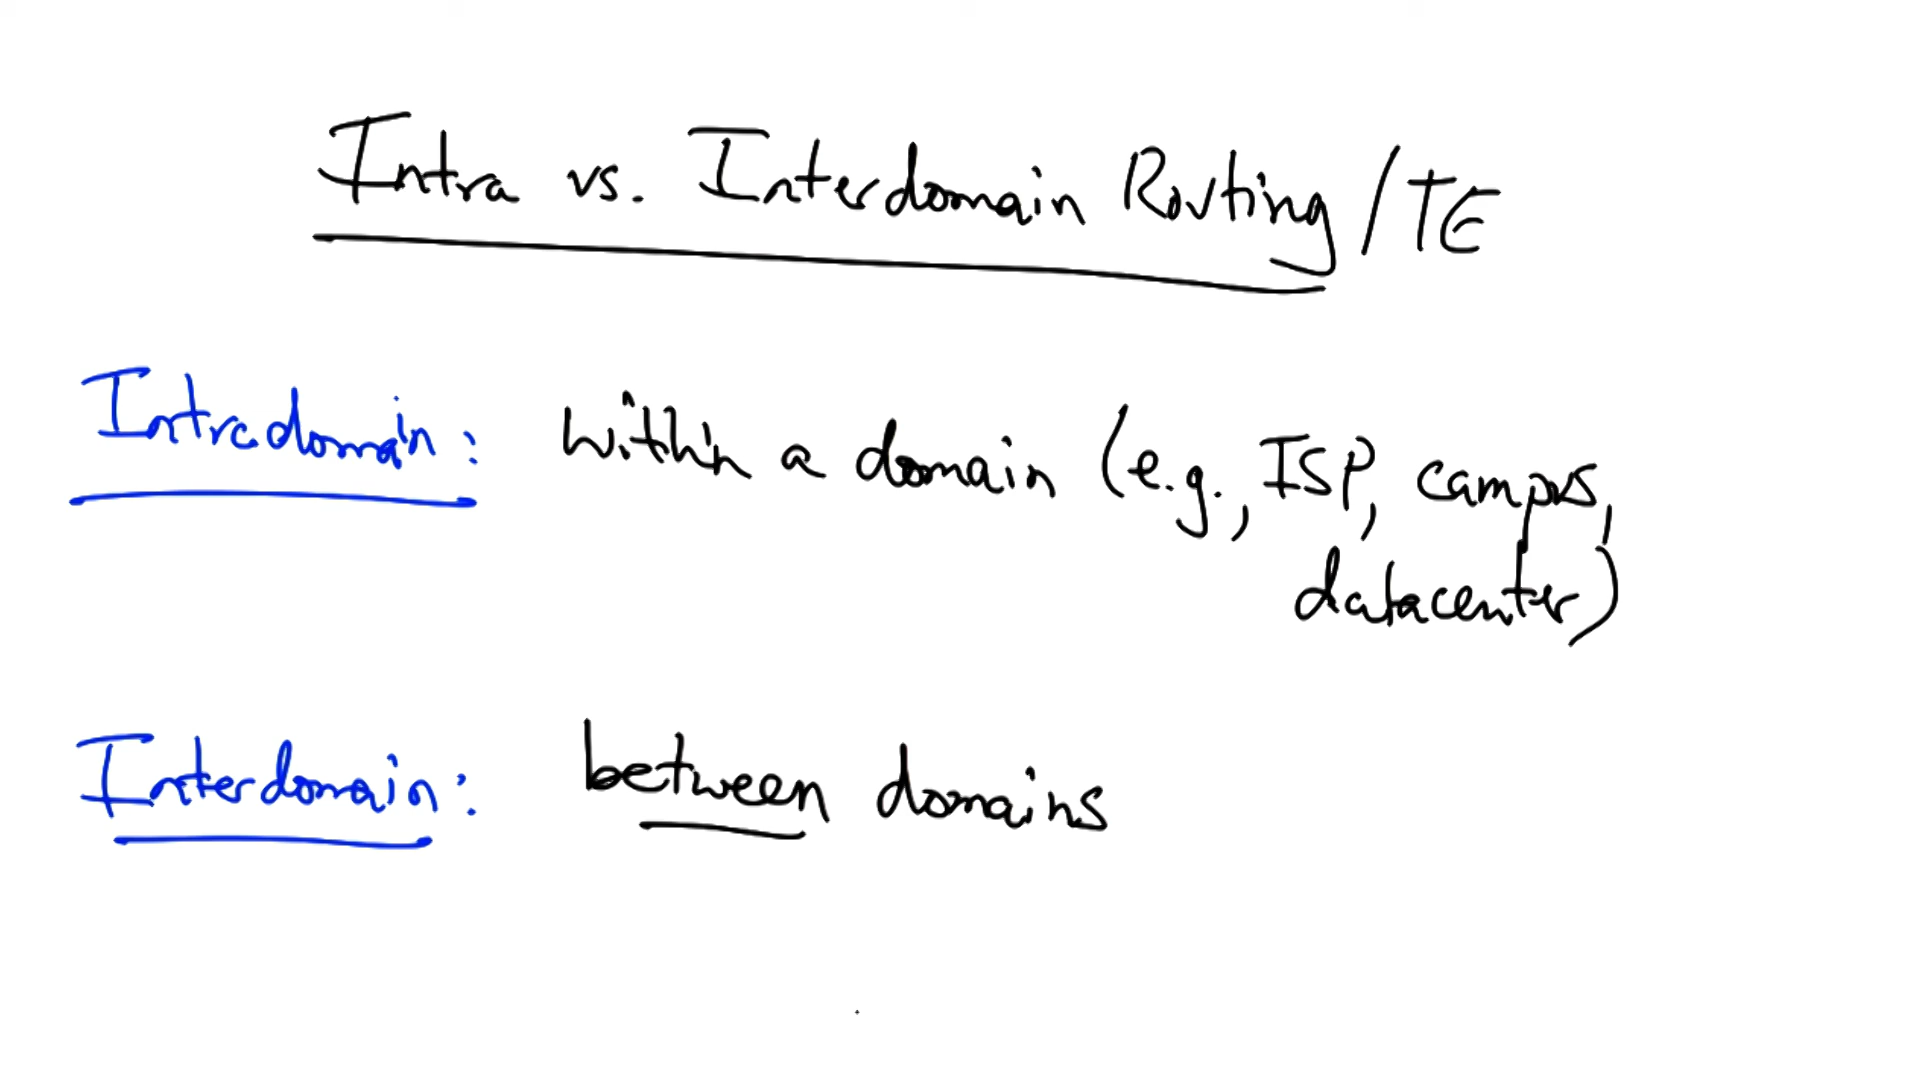 Intra vs. Interdomain Routing/TE
Intradomain: within a domain (e.g., ISP, campus,
datacenter)
Interdomain: between domains